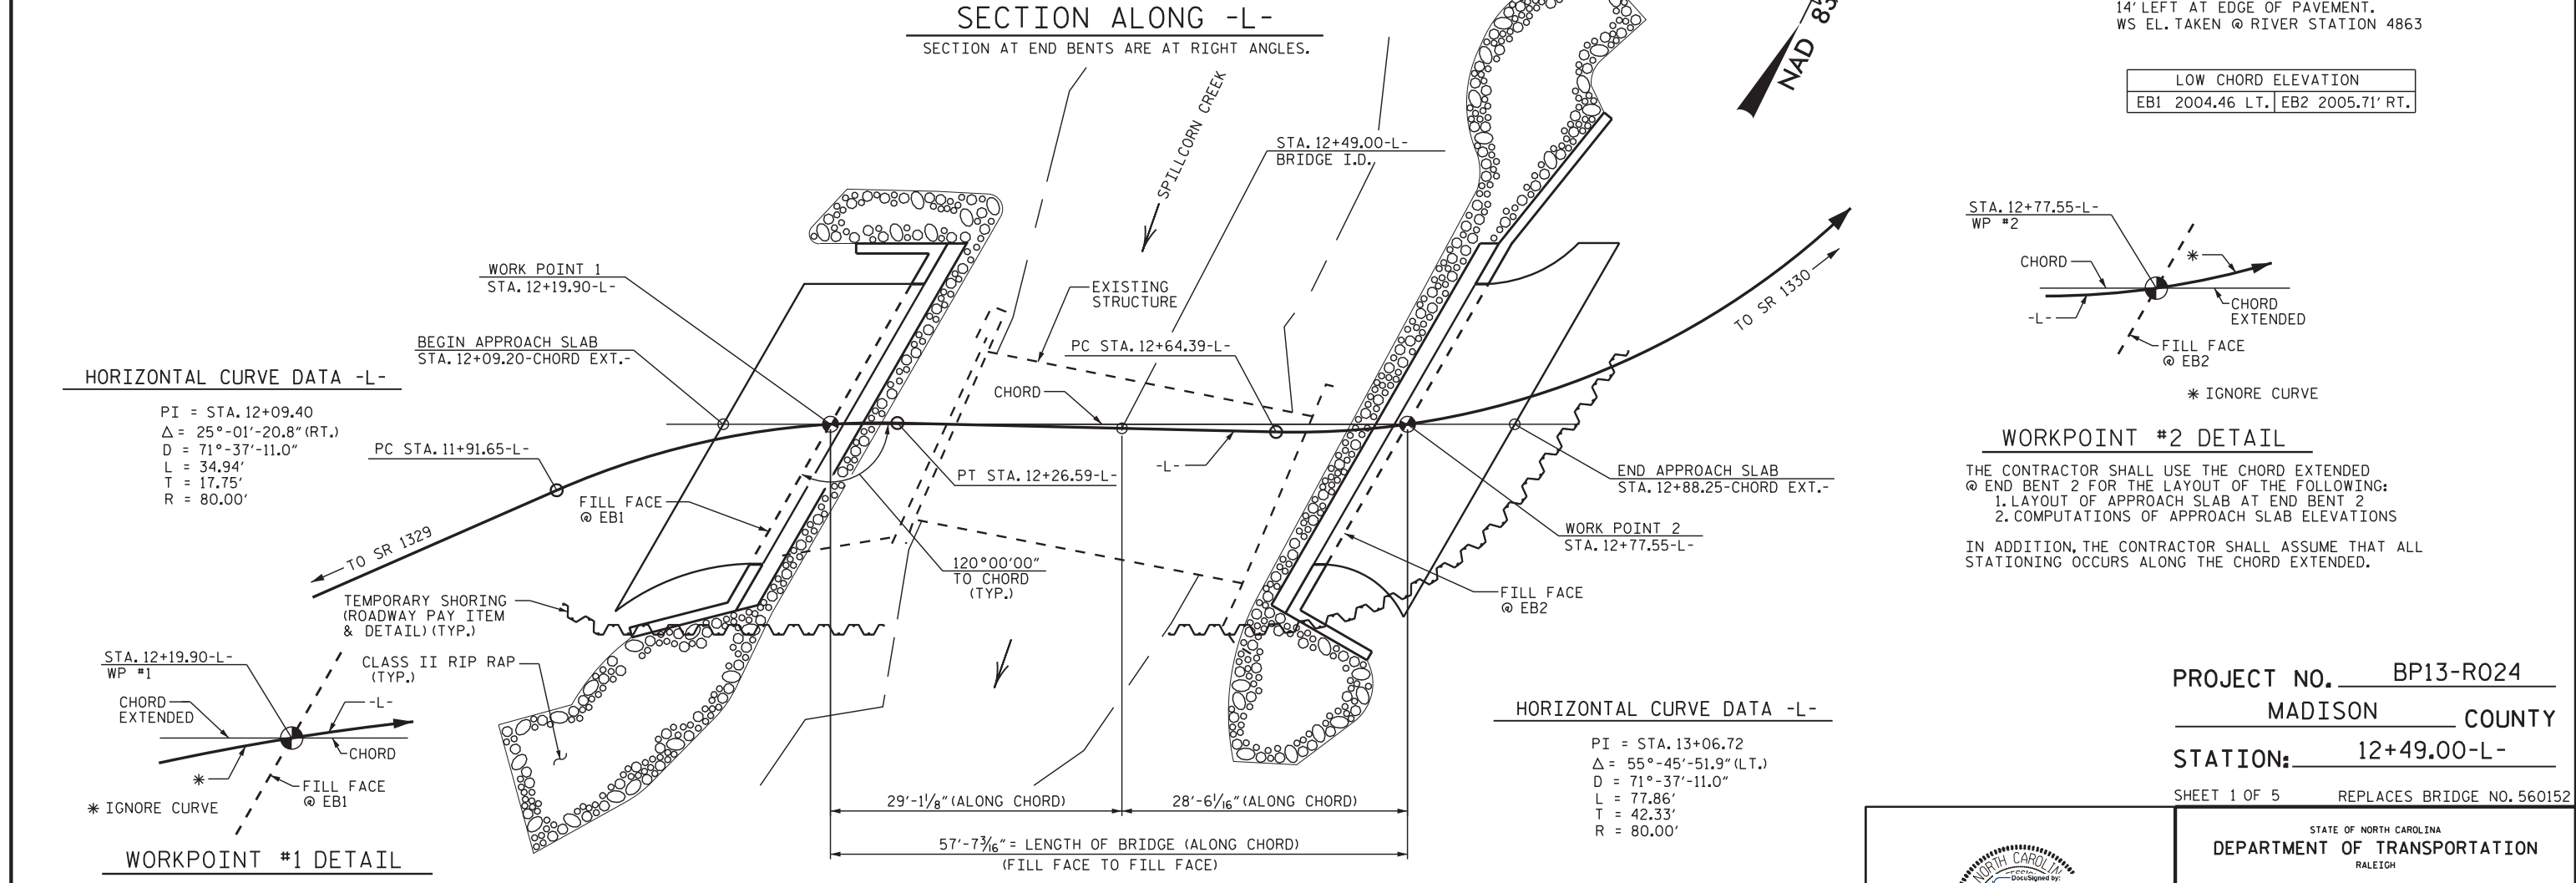 SECTION ALONG -L-
SECTION AT END BENTS ARE AT RIGHT ANGLES.
NAD 83
14' LEFT AT EDGE OF PAVEMENT.
WS EL. TAKEN @ RIVER STATION 4863
LOW CHORD ELEVATION
EB1 2004.46 LT. EB2 2005.71' RT.
SPILLCORN CREEK
STA. 12+49.00-L-
BRIDGE I.D.
WORK POINT 1
STA. 12+19.90-L-
EXISTING
STRUCTURE
BEGIN APPROACH SLAB
STA. 12+09.20-CHORD EXT.-
PC STA. 12+64.39-L-
CHORD
TO SR 1330
HORIZONTAL CURVE DATA -L-
PI = STA. 12+09.40
Δ = 25°-01'-20.8" (RT.)
D = 71°-37'-11.0"
L = 34.94'
T = 17.75'
R = 80.00'
PC STA. 11+91.65-L-
FILL FACE
@ EB1
PT STA. 12+26.59-L-
-L-
END APPROACH SLAB
STA. 12+88.25-CHORD EXT.-
WORK POINT 2
STA. 12+77.55-L-
TO SR 1329
120°00'00"
TO CHORD
(TYP.)
FILL FACE
@ EB2
TEMPORARY SHORING
(ROADWAY PAY ITEM
& DETAIL) (TYP.)
CLASS II RIP RAP
(TYP.)
STA. 12+77.55-L-
WP #2
CHORD
*
-L-
CHORD
EXTENDED
FILL FACE
@ EB2
* IGNORE CURVE
WORKPOINT #2 DETAIL
THE CONTRACTOR SHALL USE THE CHORD EXTENDED
@ END BENT 2 FOR THE LAYOUT OF THE FOLLOWING:
1. LAYOUT OF APPROACH SLAB AT END BENT 2
2. COMPUTATIONS OF APPROACH SLAB ELEVATIONS
IN ADDITION, THE CONTRACTOR SHALL ASSUME THAT ALL
STATIONING OCCURS ALONG THE CHORD EXTENDED.
STA. 12+19.90-L-
WP #1
CHORD
EXTENDED
-L-
CHORD
*
FILL FACE
@ EB1
* IGNORE CURVE
WORKPOINT #1 DETAIL
29'-1⅛" (ALONG CHORD)
28'-6 1/16" (ALONG CHORD)
57'-7 3/16" = LENGTH OF BRIDGE (ALONG CHORD)
(FILL FACE TO FILL FACE)
HORIZONTAL CURVE DATA -L-
PI = STA. 13+06.72
Δ = 55°-45'-51.9" (LT.)
D = 71°-37'-11.0"
L = 77.86'
T = 42.33'
R = 80.00'
PROJECT NO. BP13-R024
MADISON COUNTY
STATION: 12+49.00-L-
SHEET 1 OF 5 REPLACES BRIDGE NO. 560152
STATE OF NORTH CAROLINA
DEPARTMENT OF TRANSPORTATION
RALEIGH
NORTH CAROLIN
DocuSigned by: